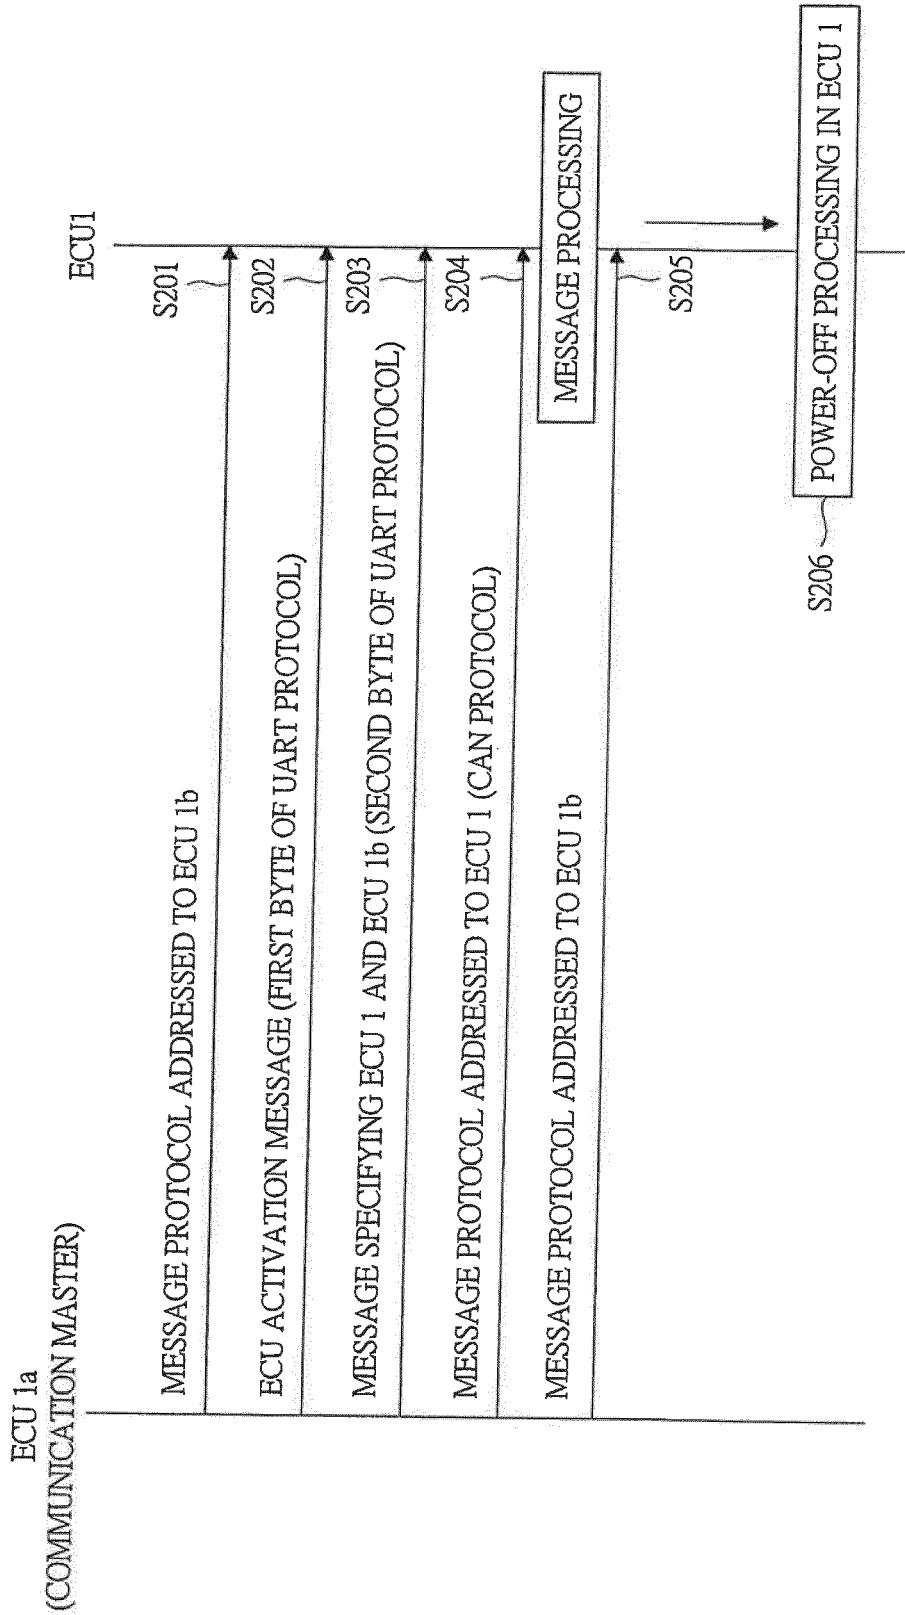 ECU 1a
(COMMUNICATION MASTER)
ECU1
MESSAGE PROTOCOL ADDRESSED TO ECU 1b
S201
ECU ACTIVATION MESSAGE (FIRST BYTE OF UART PROTOCOL)
S202
MESSAGE SPECIFYING ECU 1 AND ECU 1b (SECOND BYTE OF UART PROTOCOL)
S203
MESSAGE PROTOCOL ADDRESSED TO ECU 1 (CAN PROTOCOL)
S204
MESSAGE PROCESSING
MESSAGE PROTOCOL ADDRESSED TO ECU 1b
S205
S206
POWER-OFF PROCESSING IN ECU 1